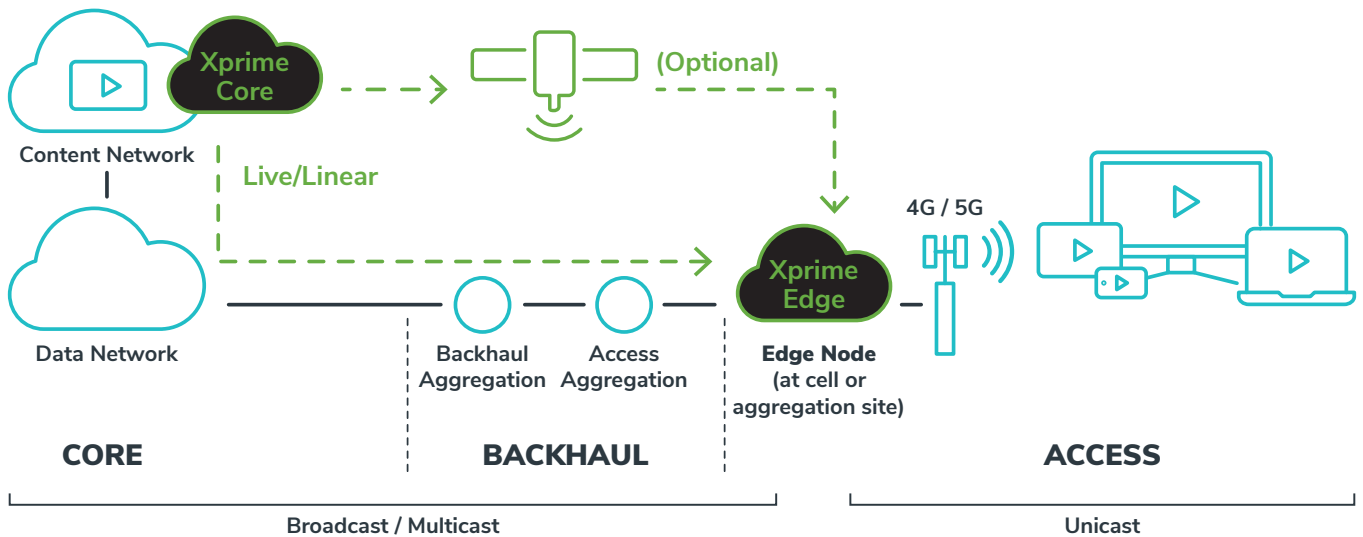 Xprime
Core
(Optional)
Content Network
Live/Linear
4G / 5G
Xprime
Edge
Data Network
Backhaul
Aggregation
Access
Aggregation
Edge Node
(at cell or
aggregation site)
CORE
BACKHAUL
ACCESS
Broadcast / Multicast
Unicast